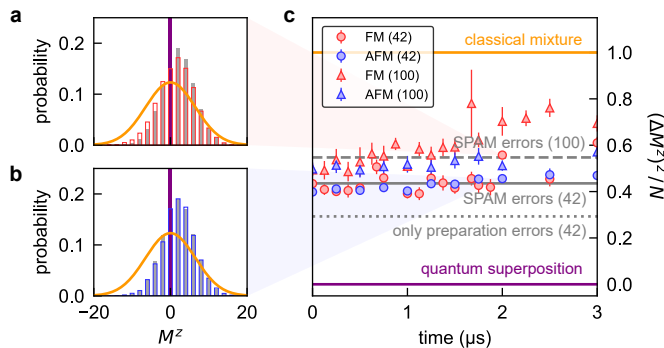 a
probability
0.2
0.1
0.0
b
probability
0.2
0.1
0.0
−20
0
20
M^z
c
FM (42)
AFM (42)
FM (100)
AFM (100)
classical mixture
SPAM errors (100)
SPAM errors (42)
only preparation errors (42)
quantum superposition
1.0
0.8
0.6
0.4
0.2
0.0
(ΔM^z)² / N
0
1
2
3
time (μs)